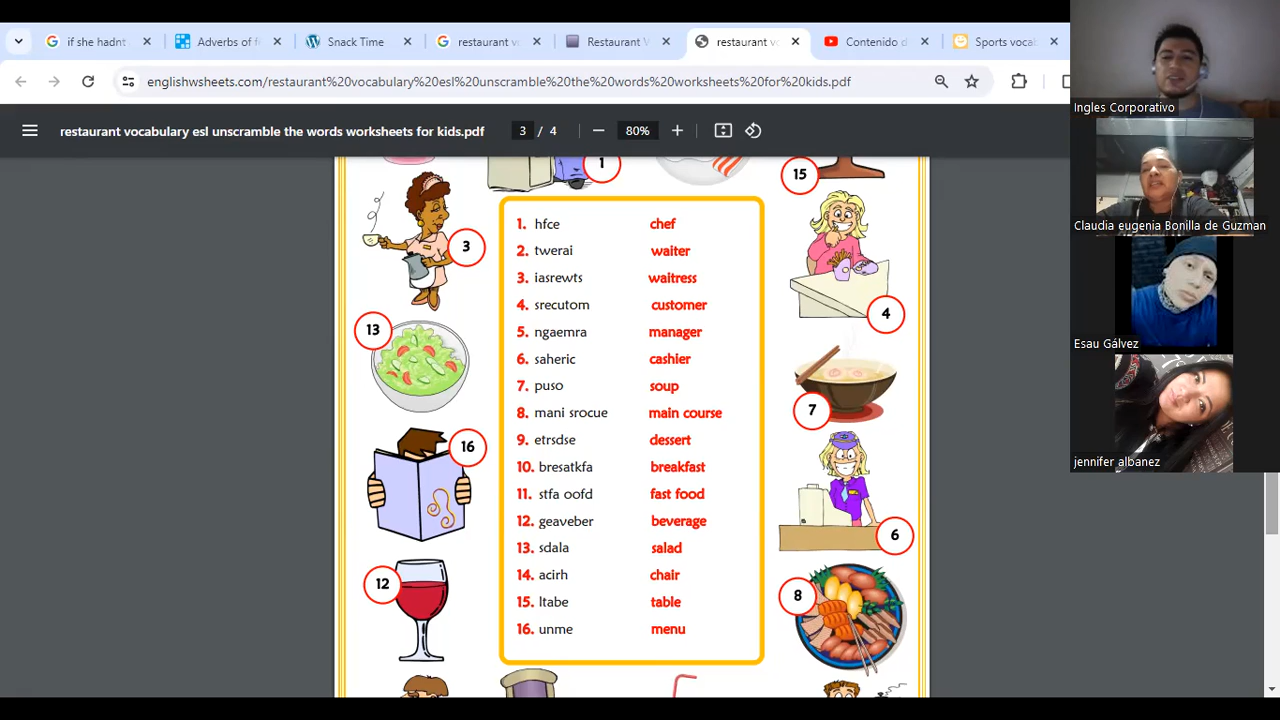 if she hadnt
Adverbs of f
Snack Time
restaurant vo
Restaurant V
restaurant vo
Contenido d
Sports vocab
englishwsheets.com/restaurant%20vocabulary%20esl%20unscramble%20the%20words%20worksheets%20for%20kids.pdf
restaurant vocabulary esl unscramble the words worksheets for kids.pdf
3 / 4
80%
Ingles Corporativo
Claudia eugenia Bonilla de Guzman
Esau Gálvez
jennifer albanez
1
15
3
4
13
7
16
6
12
8
1. hfce chef
2. twerai waiter
3. iasrewts waitress
4. srecutom customer
5. ngaemra manager
6. saheric cashier
7. puso soup
8. mani srocue main course
9. etrsdse dessert
10. bresatkfa breakfast
11. stfa oofd fast food
12. geaveber beverage
13. sdala salad
14. acirh chair
15. ltabe table
16. unme menu